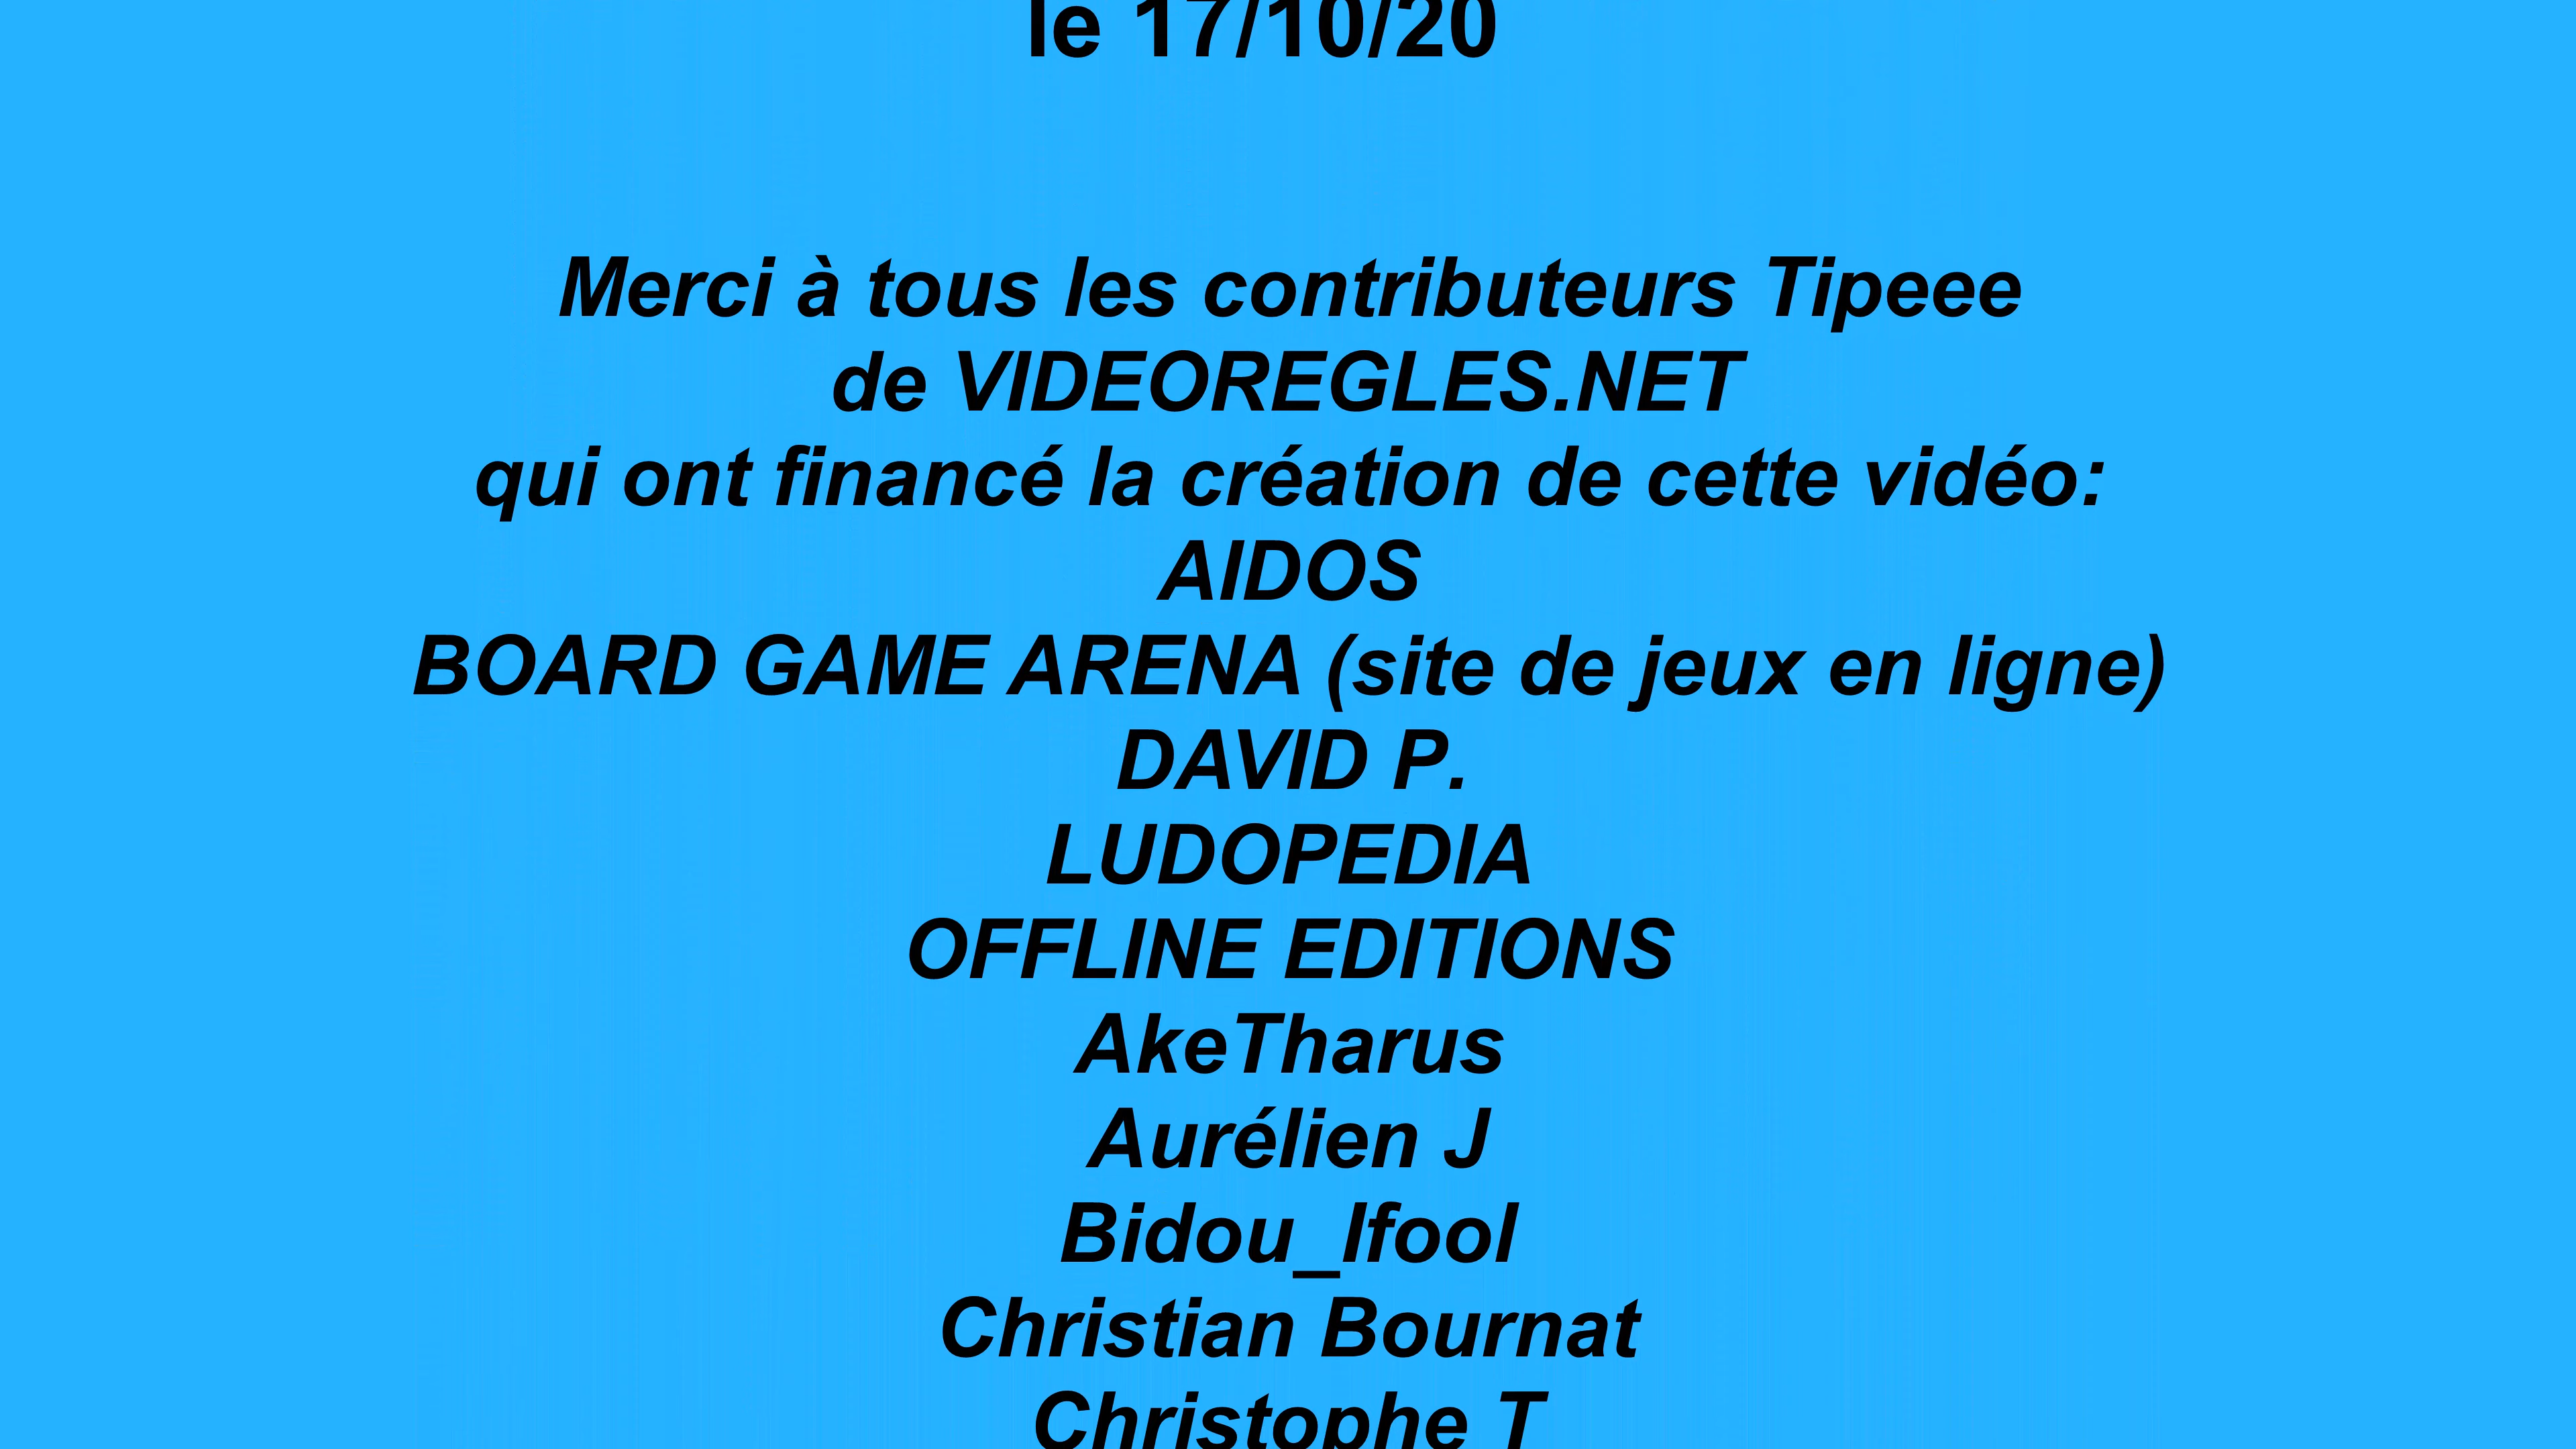 le 17/10/20
Merci à tous les contributeurs Tipeee
de VIDEOREGLES.NET
qui ont financé la création de cette vidéo:
AIDOS
BOARD GAME ARENA (site de jeux en ligne)
DAVID P.
LUDOPEDIA
OFFLINE EDITIONS
AkeTharus
Aurélien J
Bidou_Ifool
Christian Bournat
Christophe T